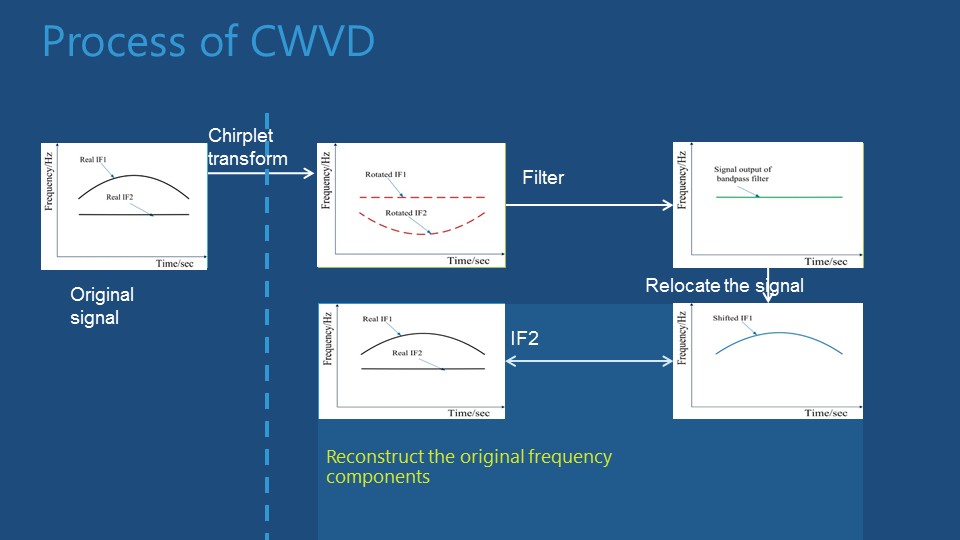 Process of CWVD
Chirplet
transform
Frequency/Hz
Real IF1
Real IF2
Time/sec
Original
signal
Frequency/Hz
Rotated IF1
Rotated IF2
Time/sec
Filter
Frequency/Hz
Signal output of
bandpass filter
Time/sec
Relocate the signal
Frequency/Hz
Real IF1
Real IF2
Time/sec
IF2
Frequency/Hz
Shifted IF1
Time/sec
Reconstruct the original frequency
components